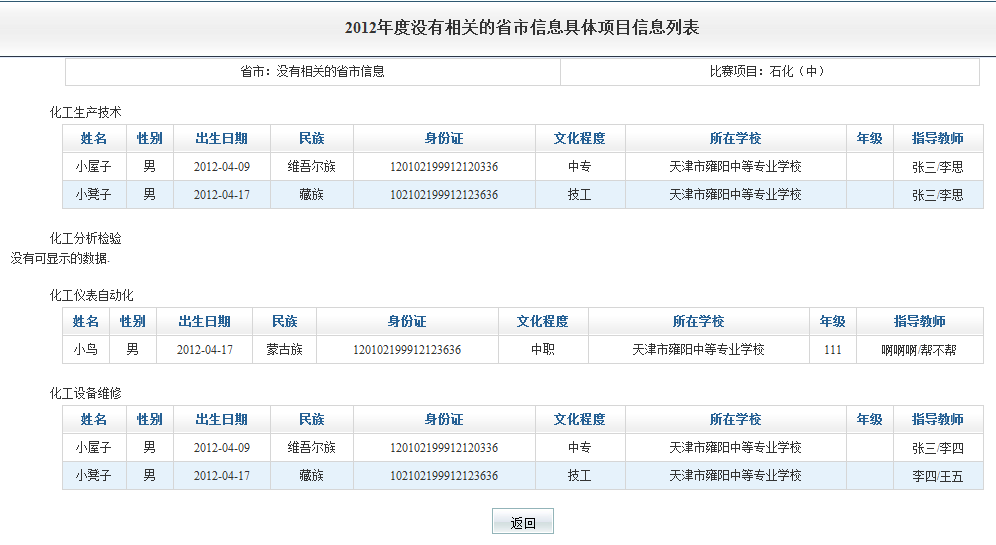 2012年度没有相关的省市信息具体项目信息列表
省市：没有相关的省市信息 比赛项目：石化（中）
化工生产技术
姓名 性别 出生日期 民族 身份证 文化程度 所在学校 年级 指导教师
小屋子 男 2012-04-09 维吾尔族 120102199912120336 中专 天津市雍阳中等专业学校 张三/李思
小凳子 男 2012-04-17 藏族 102102199912123636 技工 天津市雍阳中等专业学校 张三/李思
化工分析检验
没有可显示的数据.
化工仪表自动化
姓名 性别 出生日期 民族 身份证 文化程度 所在学校 年级 指导教师
小鸟 男 2012-04-17 蒙古族 120102199912123636 中职 天津市雍阳中等专业学校 111 啊啊啊/帮不帮
化工设备维修
姓名 性别 出生日期 民族 身份证 文化程度 所在学校 年级 指导教师
小屋子 男 2012-04-09 维吾尔族 120102199912120336 中专 天津市雍阳中等专业学校 张三/李四
小凳子 男 2012-04-17 藏族 102102199912123636 技工 天津市雍阳中等专业学校 李四/王五
返回